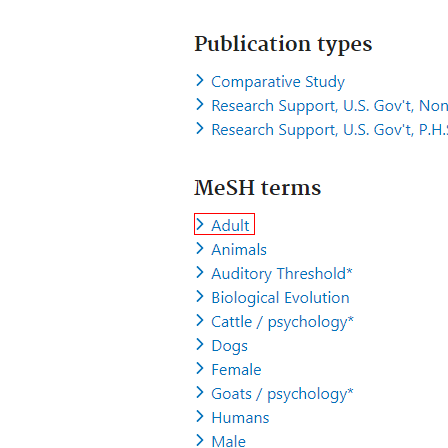 Publication types
Comparative Study
Research Support, U.S. Gov't, Non
Research Support, U.S. Gov't, P.H.S
MeSH terms
Adult
Animals
Auditory Threshold*
Biological Evolution
Cattle / psychology*
Dogs
Female
Goats / psychology*
Humans
Male